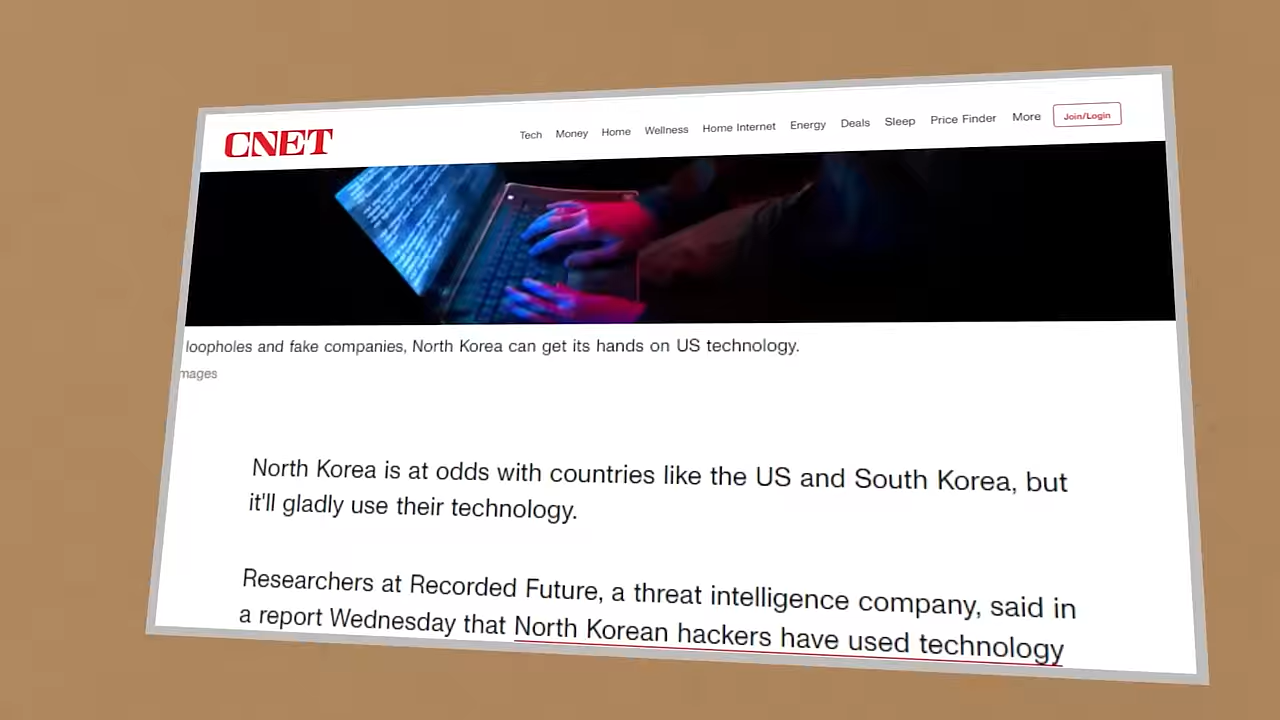 CNET
Tech Money Home Wellness Home Internet Energy Deals Sleep Price Finder More Join/Login
loopholes and fake companies, North Korea can get its hands on US technology.
mages
North Korea is at odds with countries like the US and South Korea, but
it'll gladly use their technology.
Researchers at Recorded Future, a threat intelligence company, said in
a report Wednesday that North Korean hackers have used technology